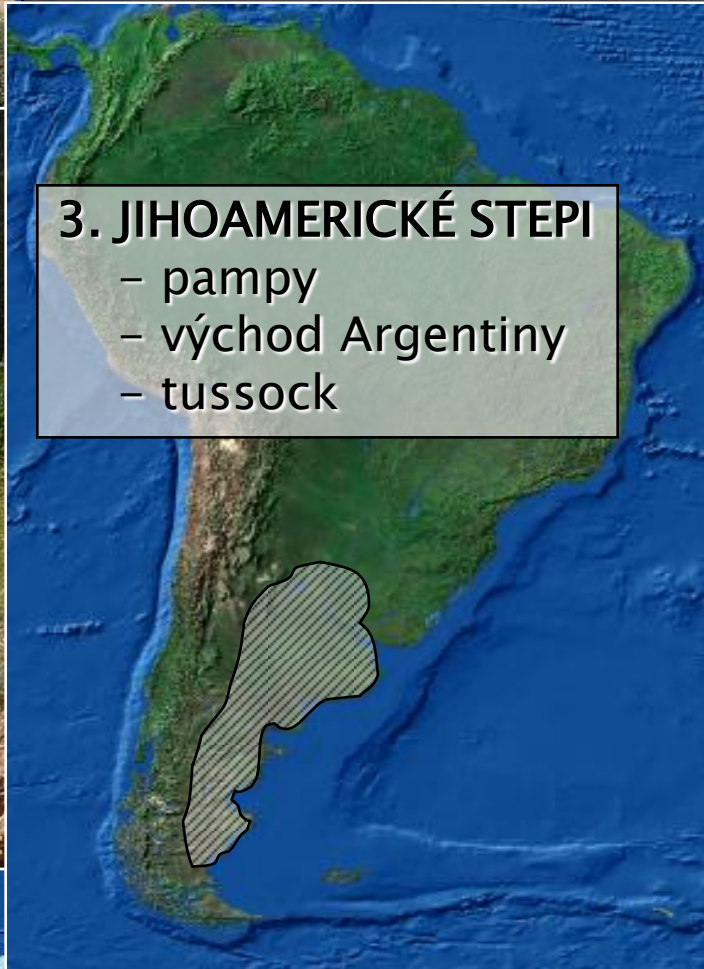 3. JIHOAMERICKÉ STEPI
– pampy
– východ Argentiny
– tussock